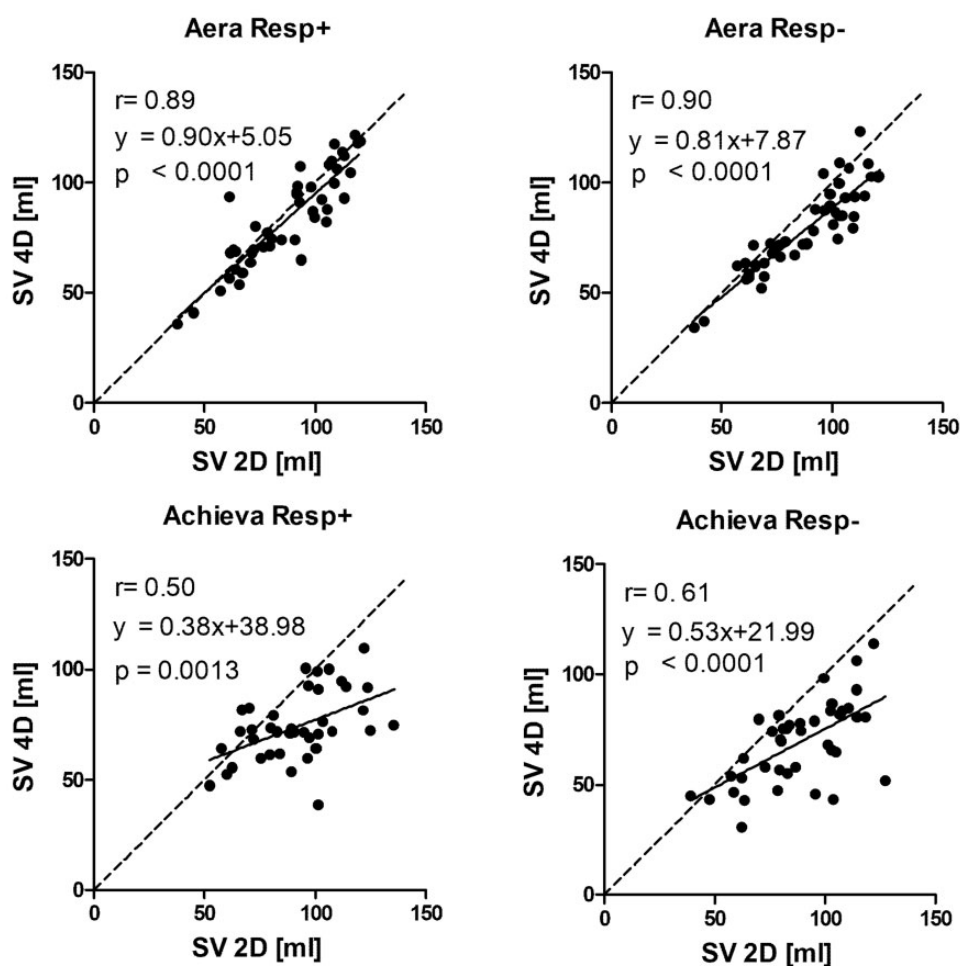 Aera Resp+
150
100
50
0
0
50
100
150
SV 4D [ml]
SV 2D [ml]
r= 0.89
y = 0.90x+5.05
p < 0.0001
Aera Resp-
150
100
50
0
0
50
100
150
SV 4D [ml]
SV 2D [ml]
r= 0.90
y = 0.81x+7.87
p < 0.0001
Achieva Resp+
150
100
50
0
0
50
100
150
SV 4D [ml]
SV 2D [ml]
r= 0.50
y = 0.38x+38.98
p = 0.0013
Achieva Resp-
150
100
50
0
0
50
100
150
SV 4D [ml]
SV 2D [ml]
r= 0. 61
y = 0.53x+21.99
p < 0.0001